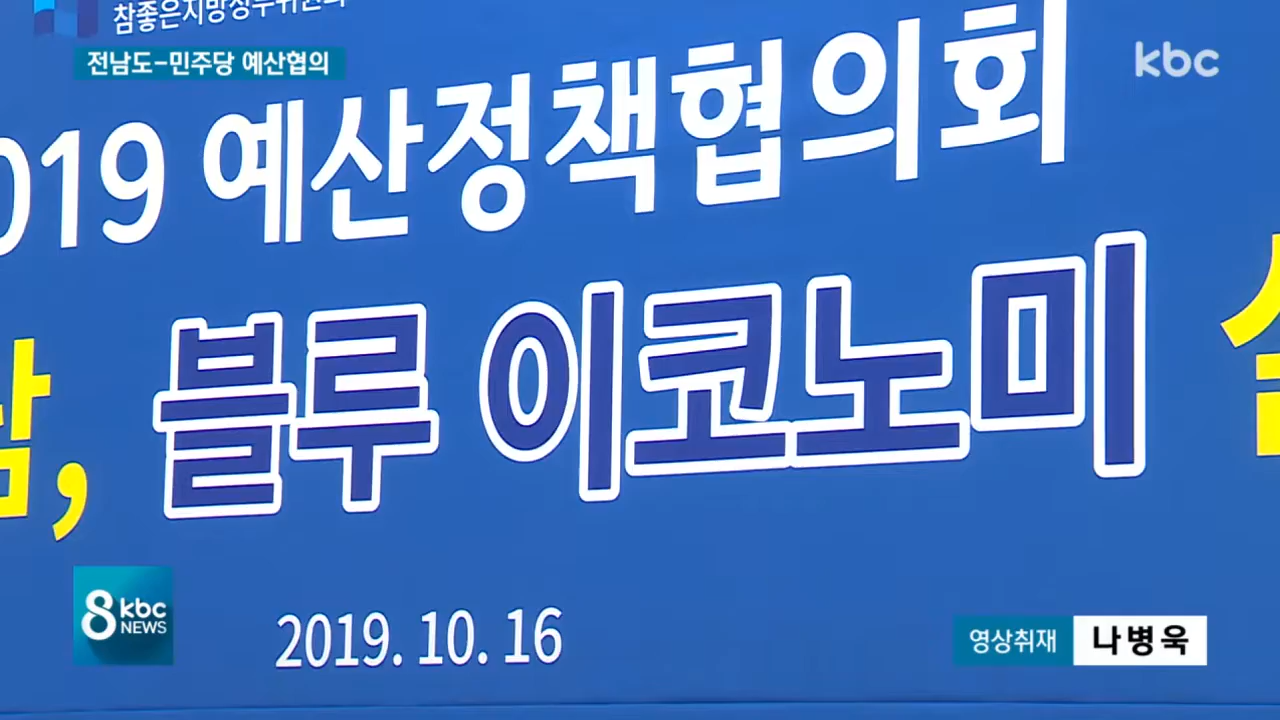 참좋은지방정부위원회
전남도-민주당 예산협의
kbc
2019 예산정책협의회
블루 이코노미
2019. 10. 16
8 kbc NEWS
영상취재 나병욱